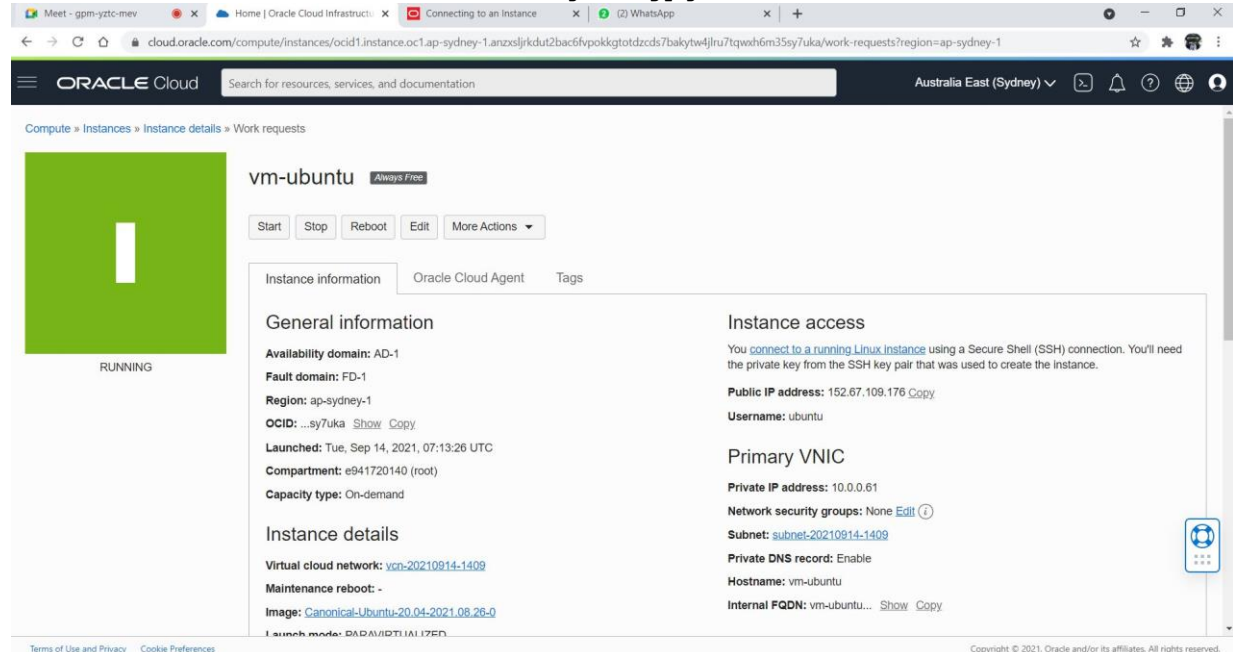 Meet - gpm-yztc-mev
Home | Oracle Cloud Infrastructu
Connecting to an Instance
(2) WhatsApp
cloud.oracle.com/compute/instances/ocid1.instance.oc1.ap-sydney-1.anzxsljrkdut2bac6fvpokkgtotdzcds7bakytw4jlru7tqwxh6m35sy7uka/work-requests?region=ap-sydney-1
ORACLE Cloud
Search for resources, services, and documentation
Australia East (Sydney)
Compute » Instances » Instance details » Work requests
vm-ubuntu Always Free
Start Stop Reboot Edit More Actions
RUNNING
Instance information Oracle Cloud Agent Tags
General information
Availability domain: AD-1
Fault domain: FD-1
Region: ap-sydney-1
OCID: ...sy7uka Show Copy
Launched: Tue, Sep 14, 2021, 07:13:26 UTC
Compartment: e941720140 (root)
Capacity type: On-demand
Instance details
Virtual cloud network: vcn-20210914-1409
Maintenance reboot: -
Image: Canonical-Ubuntu-20.04-2021.08.26-0
Launch mode: PARAVIRTUALIZED
Instance access
You connect to a running Linux instance using a Secure Shell (SSH) connection. You'll need
the private key from the SSH key pair that was used to create the instance.
Public IP address: 152.67.109.176 Copy
Username: ubuntu
Primary VNIC
Private IP address: 10.0.0.61
Network security groups: None Edit i
Subnet: subnet-20210914-1409
Private DNS record: Enable
Hostname: vm-ubuntu
Internal FQDN: vm-ubuntu... Show Copy
Terms of Use and Privacy Cookie Preferences
Copyright © 2021, Oracle and/or its affiliates. All rights reserved.